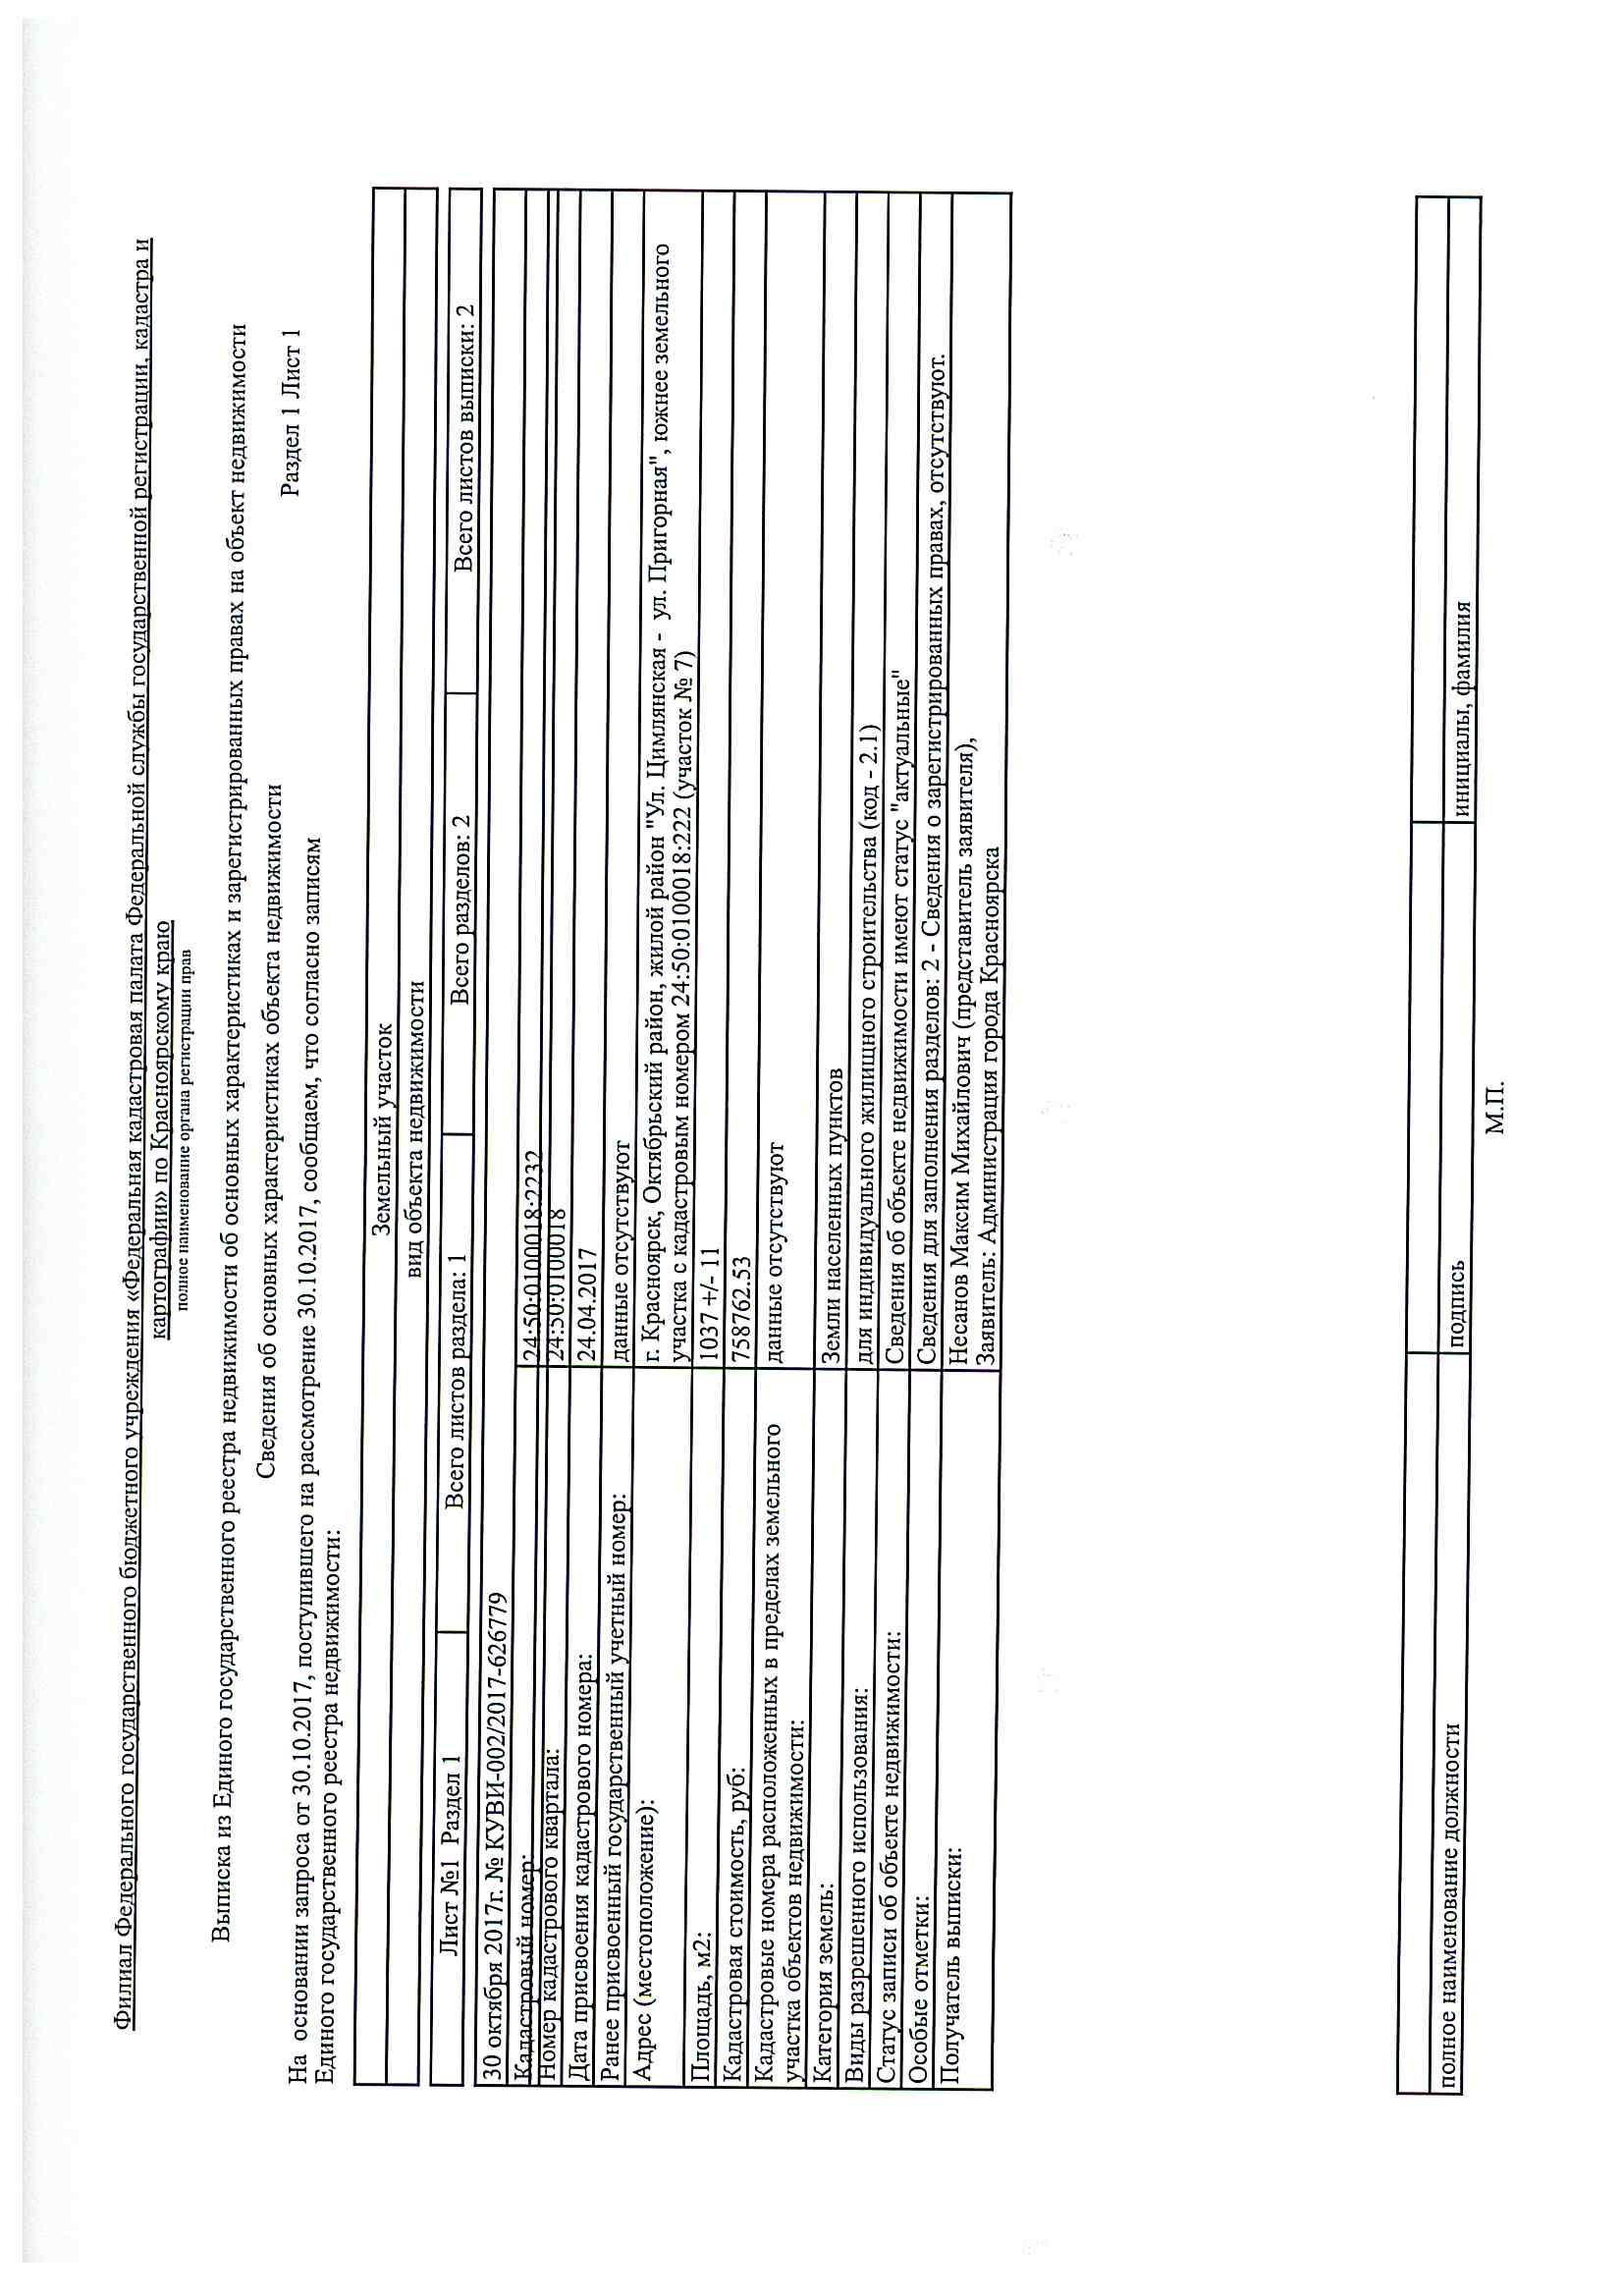 Филиал Федерального государственного бюджетного учреждения «Федеральная кадастровая палата Федеральной службы государственной регистрации, кадастра и
картографии» по Красноярскому краю
полное наименование органа регистрации прав
Выписка из Единого государственного реестра недвижимости об основных характеристиках и зарегистрированных правах на объект недвижимости
Сведения об основных характеристиках объекта недвижимости
Раздел 1 Лист 1
На основании запроса от 30.10.2017, поступившего на рассмотрение 30.10.2017, сообщаем, что согласно записям
Единого государственного реестра недвижимости:
Земельный участок
вид объекта недвижимости
Лист №1 Раздел 1 Всего листов раздела: 1 Всего разделов: 2 Всего листов выписки: 2
30 октября 2017г. № КУВИ-002/2017-626779
Кадастровый номер: 24:50:0100018:2232
Номер кадастрового квартала: 24:50:0100018
Дата присвоения кадастрового номера: 24.04.2017
Ранее присвоенный государственный учетный номер: данные отсутствуют
Адрес (местоположение): г. Красноярск, Октябрьский район, жилой район "Ул. Цимлянская - ул. Пригорная", южнее земельного
участка с кадастровым номером 24:50:0100018:222 (участок № 7)
Площадь, м2: 1037 +/- 11
Кадастровая стоимость, руб: 758762.53
Кадастровые номера расположенных в пределах земельного
участка объектов недвижимости: данные отсутствуют
Категория земель: Земли населенных пунктов
Виды разрешенного использования: для индивидуального жилищного строительства (код - 2.1)
Статус записи об объекте недвижимости: Сведения об объекте недвижимости имеют статус "актуальные"
Особые отметки: Сведения для заполнения разделов: 2 - Сведения о зарегистрированных правах, отсутствуют.
Получатель выписки: Несанов Максим Михайлович (представитель заявителя),
Заявитель: Администрация города Красноярска
полное наименование должности подпись инициалы, фамилия
М.П.